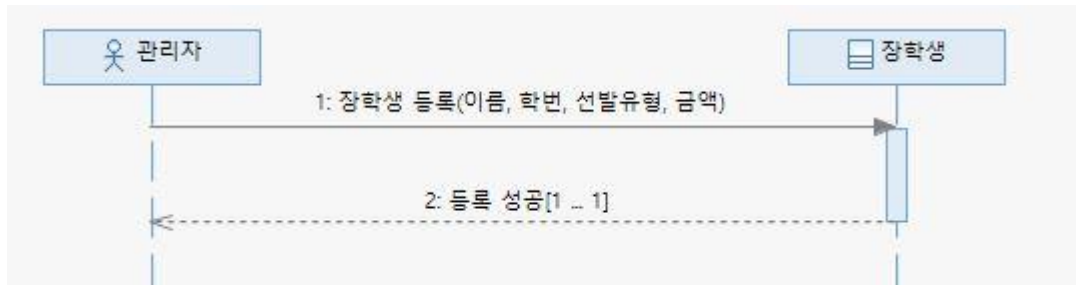 관리자
장학생
1: 장학생 등록(이름, 학번, 선발유형, 금액)
2: 등록 성공[1 ... 1]